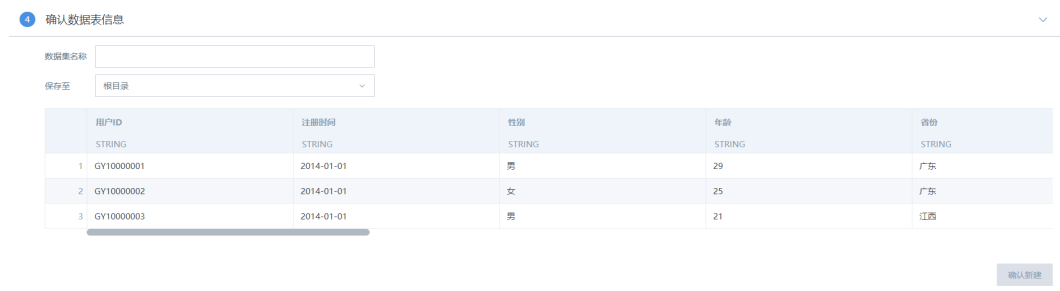 4 确认数据表信息
数据集名称
保存至 根目录
用户ID 注册时间 性别 年龄 省份
STRING STRING STRING STRING STRING
1 GY10000001 2014-01-01 男 29 广东
2 GY10000002 2014-01-01 女 25 广东
3 GY10000003 2014-01-01 男 21 江西
确认新建